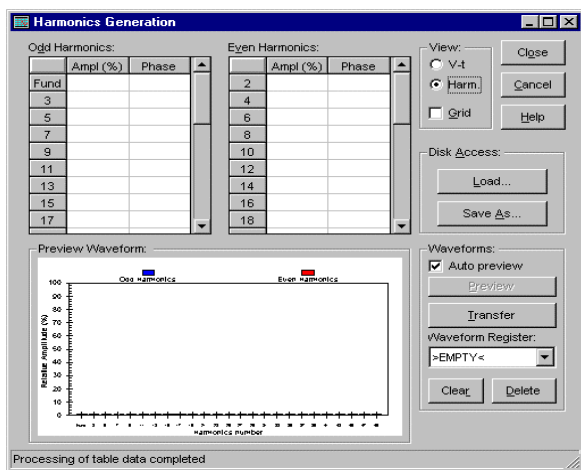 Harmonics Generation
Odd Harmonics:
Ampl (%) Phase
Fund
3
5
7
9
11
13
15
17
Even Harmonics:
Ampl (%) Phase
2
4
6
8
10
12
14
16
18
View:
V-t
Harm.
Grid
Close
Cancel
Help
Disk Access:
Load...
Save As...
Preview Waveform:
Odd Harmonics
Even Harmonics
Relative Amplitude (%)
100
90
80
70
60
50
40
30
20
10
0
Harmonics number
Waveforms:
Auto preview
Preview
Transfer
Waveform Register:
>EMPTY<
Clear
Delete
Processing of table data completed